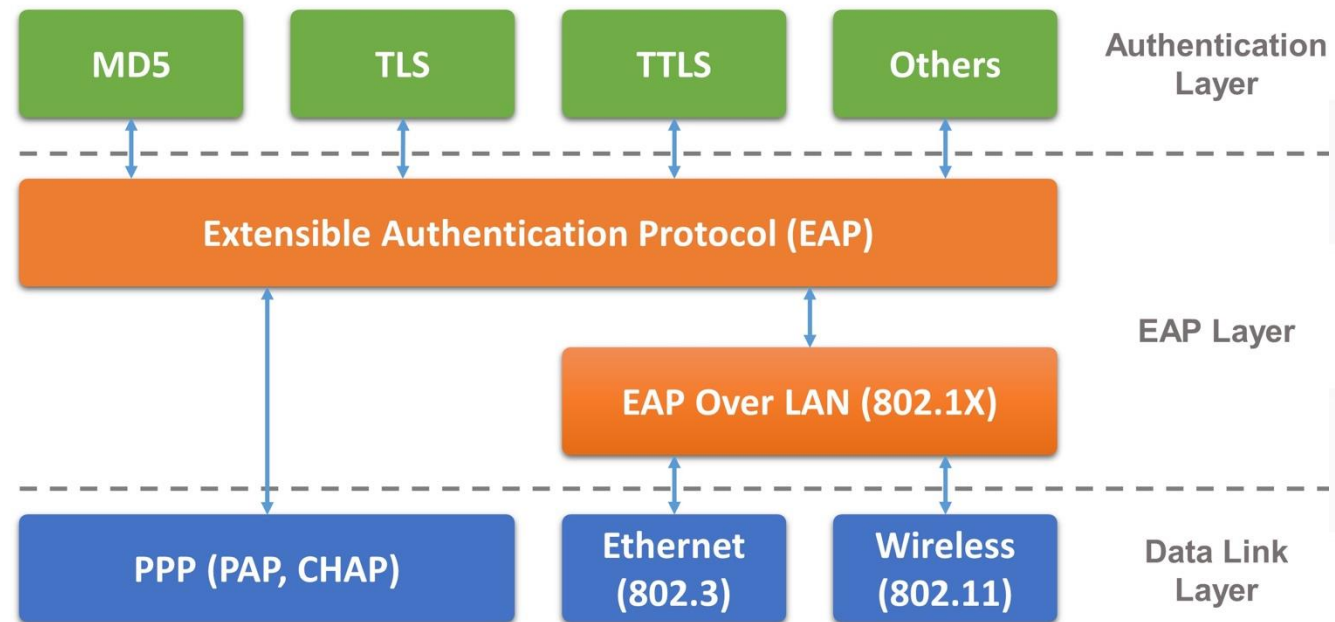 MD5
TLS
TTLS
Others
Authentication
Layer
Extensible Authentication Protocol (EAP)
EAP Layer
EAP Over LAN (802.1X)
PPP (PAP, CHAP)
Ethernet
(802.3)
Wireless
(802.11)
Data Link
Layer